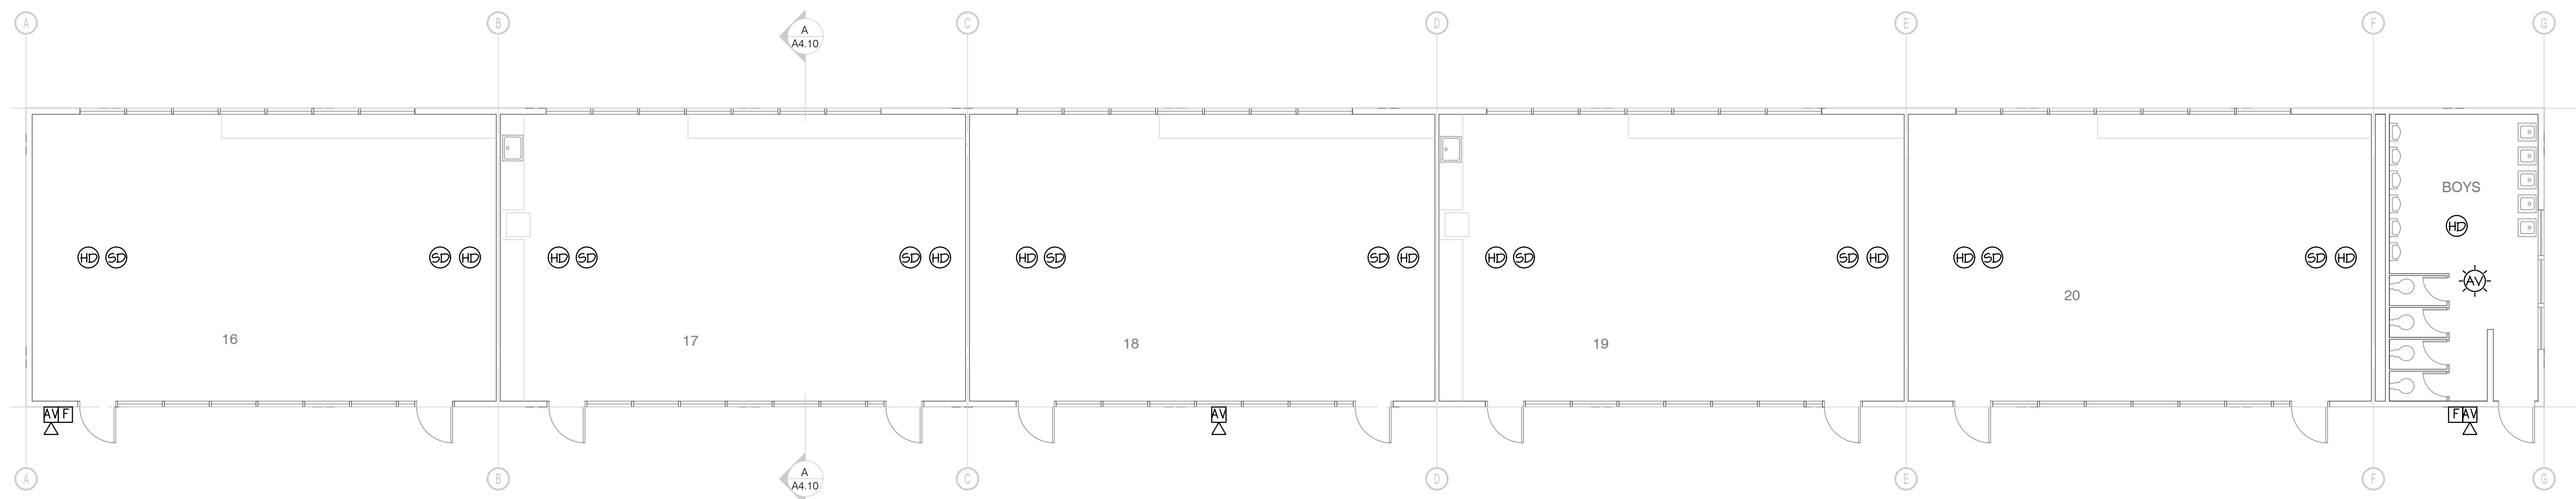 A B C D E F G
A
A4.10
BOYS
HD
HD SD SD HD HD SD SD HD HD SD SD HD HD SD SD HD HD SD SD HD
AV
20
16 17 18 19
AV F AV F AV
A B C D E F G
A
A4.10